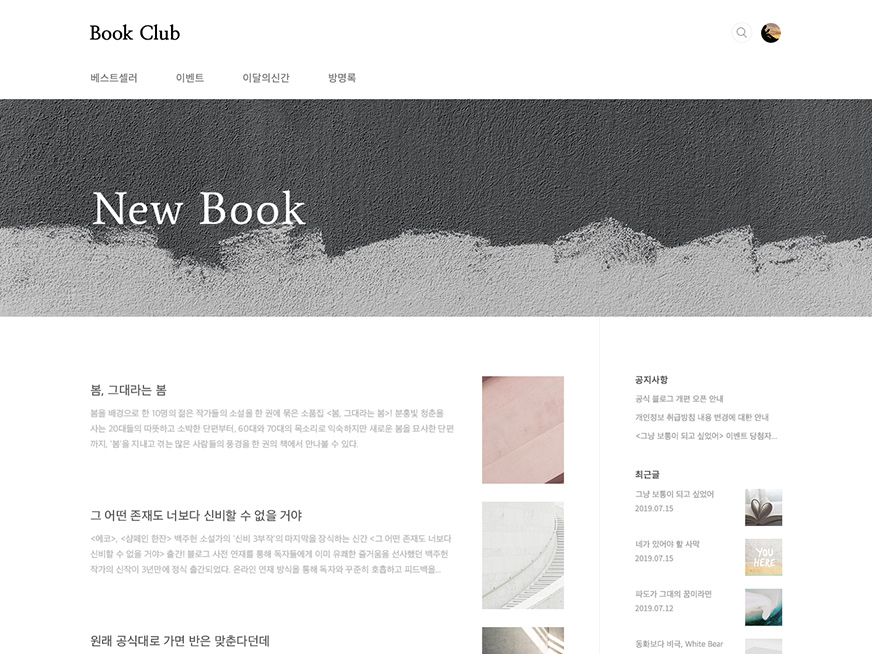 Book Club
베스트셀러 이벤트 이달의신간 방명록
New Book
봄, 그대라는 봄
봄을 배경으로 한 10명의 젊은 작가들의 소설을 한 권에 묶은 소품집 <봄, 그대라는 봄>! 분홍빛 청춘을
사는 20대들의 따뜻하고 소박한 단편부터, 60대와 70대의 목소리로 익숙하지만 새로운 봄을 묘사한 단편
까지, '봄'을 지내고 겪는 많은 사람들의 풍경을 한 권의 책에서 만나볼 수 있다.
그 어떤 존재도 너보다 신비할 수 없을 거야
<에코>, <샴페인 한잔> 백주헌 소설가의 '신비 3부작'의 마지막을 장식하는 신간 <그 어떤 존재도 너보다
신비할 수 없을 거야> 출간! 블로그 사전 연재를 통해 독자들에게 이미 유쾌한 즐거움을 선사했던 백주헌
작가의 신작이 3년만에 정식 출간되었다. 온라인 연재 방식을 통해 독자와 꾸준히 호흡하고 피드백을...
원래 공식대로 가면 반은 맞춘다던데
공지사항
공식 블로그 개편 오픈 안내
개인정보 취급방침 내용 변경에 대한 안내
<그냥 보통이 되고 싶었어> 이벤트 당첨자...
최근글
그냥 보통이 되고 싶었어
2019.07.15
네가 있어야 할 사막
2019.07.15
YOU
HERE
파도가 그대의 꿈이라면
2019.07.12
동화보다 비극, White Bear